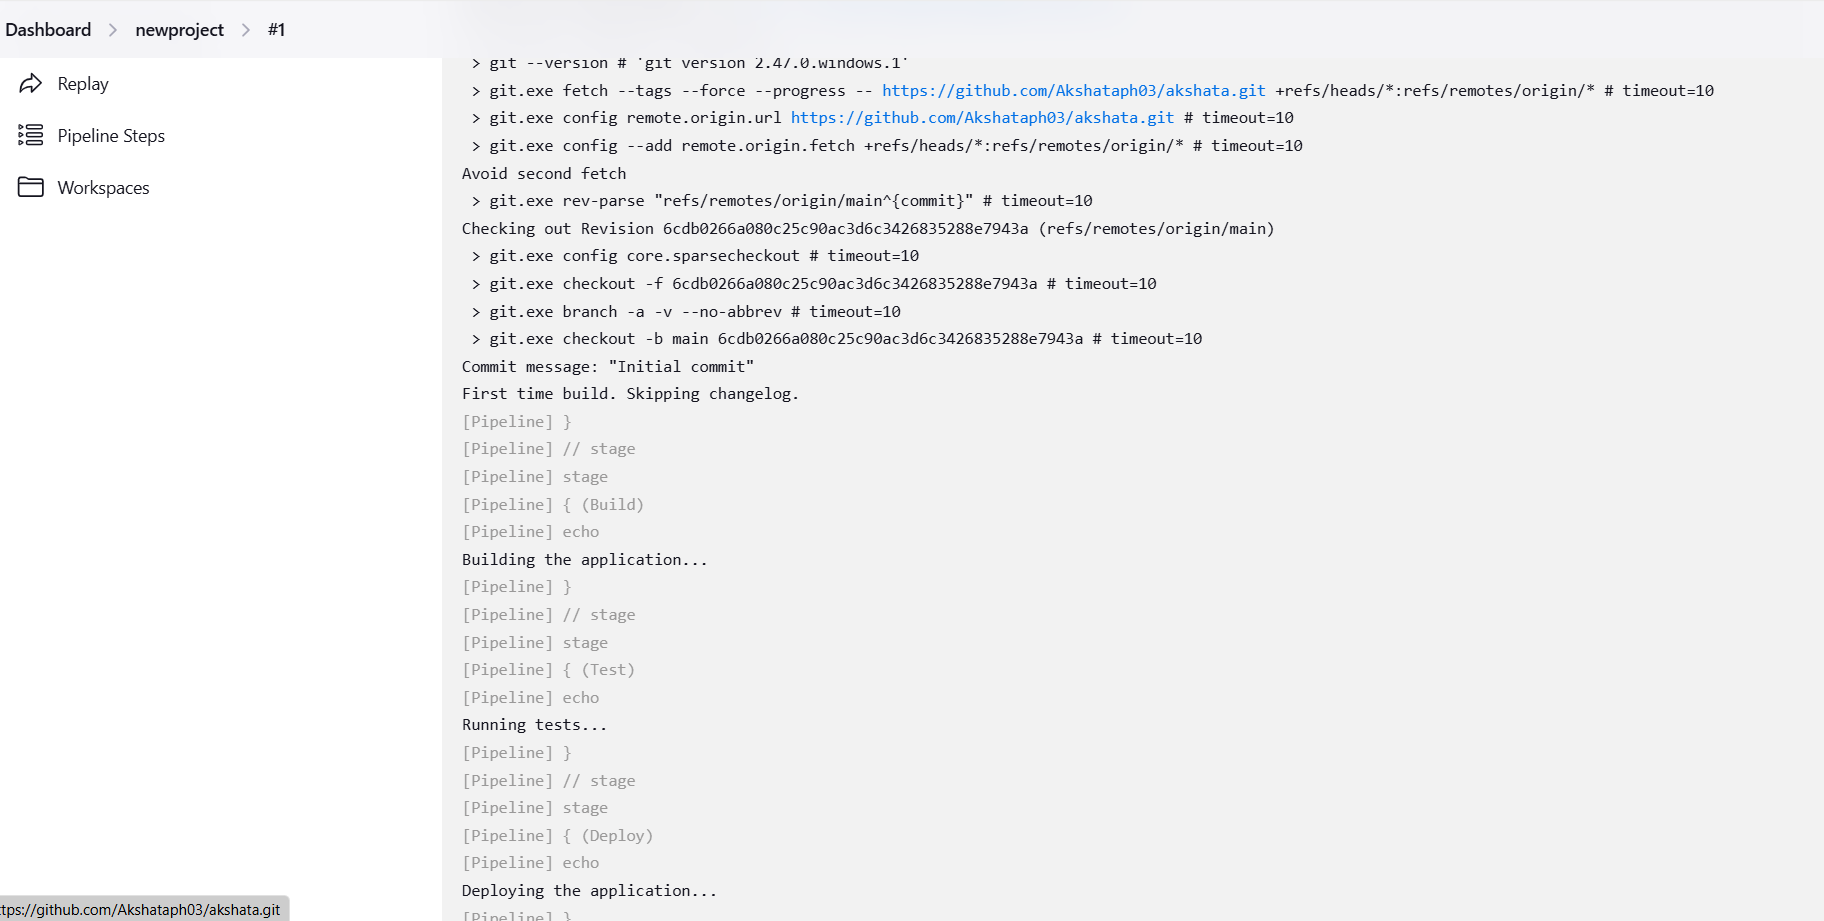 Dashboard > newproject > #1
Replay
Pipeline Steps
Workspaces
> git --version # 'git version 2.47.0.windows.1'
> git.exe fetch --tags --force --progress -- https://github.com/Akshataph03/akshata.git +refs/heads/*:refs/remotes/origin/* # timeout=10
> git.exe config remote.origin.url https://github.com/Akshataph03/akshata.git # timeout=10
> git.exe config --add remote.origin.fetch +refs/heads/*:refs/remotes/origin/* # timeout=10
Avoid second fetch
> git.exe rev-parse "refs/remotes/origin/main^{commit}" # timeout=10
Checking out Revision 6cdb0266a080c25c90ac3d6c3426835288e7943a (refs/remotes/origin/main)
> git.exe config core.sparsecheckout # timeout=10
> git.exe checkout -f 6cdb0266a080c25c90ac3d6c3426835288e7943a # timeout=10
> git.exe branch -a -v --no-abbrev # timeout=10
> git.exe checkout -b main 6cdb0266a080c25c90ac3d6c3426835288e7943a # timeout=10
Commit message: "Initial commit"
First time build. Skipping changelog.
[Pipeline] }
[Pipeline] // stage
[Pipeline] stage
[Pipeline] { (Build)
[Pipeline] echo
Building the application...
[Pipeline] }
[Pipeline] // stage
[Pipeline] stage
[Pipeline] { (Test)
[Pipeline] echo
Running tests...
[Pipeline] }
[Pipeline] // stage
[Pipeline] stage
[Pipeline] { (Deploy)
[Pipeline] echo
Deploying the application...
[Pipeline] }
ttps://github.com/Akshataph03/akshata.git